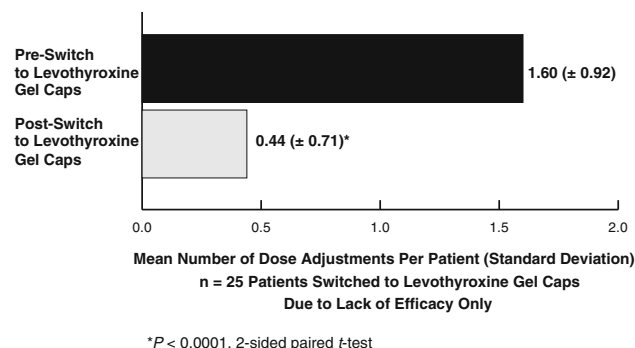 Pre-Switch
to Levothyroxine
Gel Caps
1.60 (± 0.92)
Post-Switch
to Levothyroxine
Gel Caps
0.44 (± 0.71)*
0.0 0.5 1.0 1.5 2.0
Mean Number of Dose Adjustments Per Patient (Standard Deviation)
n = 25 Patients Switched to Levothyroxine Gel Caps
Due to Lack of Efficacy Only
*P < 0.0001, 2-sided paired t-test